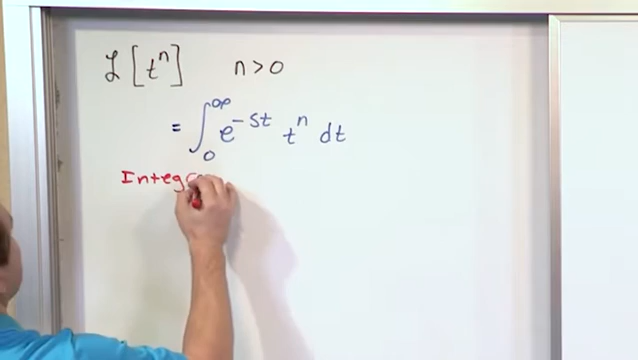 ℒ[tⁿ] n>0
= ∫₀^∞ e^{-st} tⁿ dt
Integ